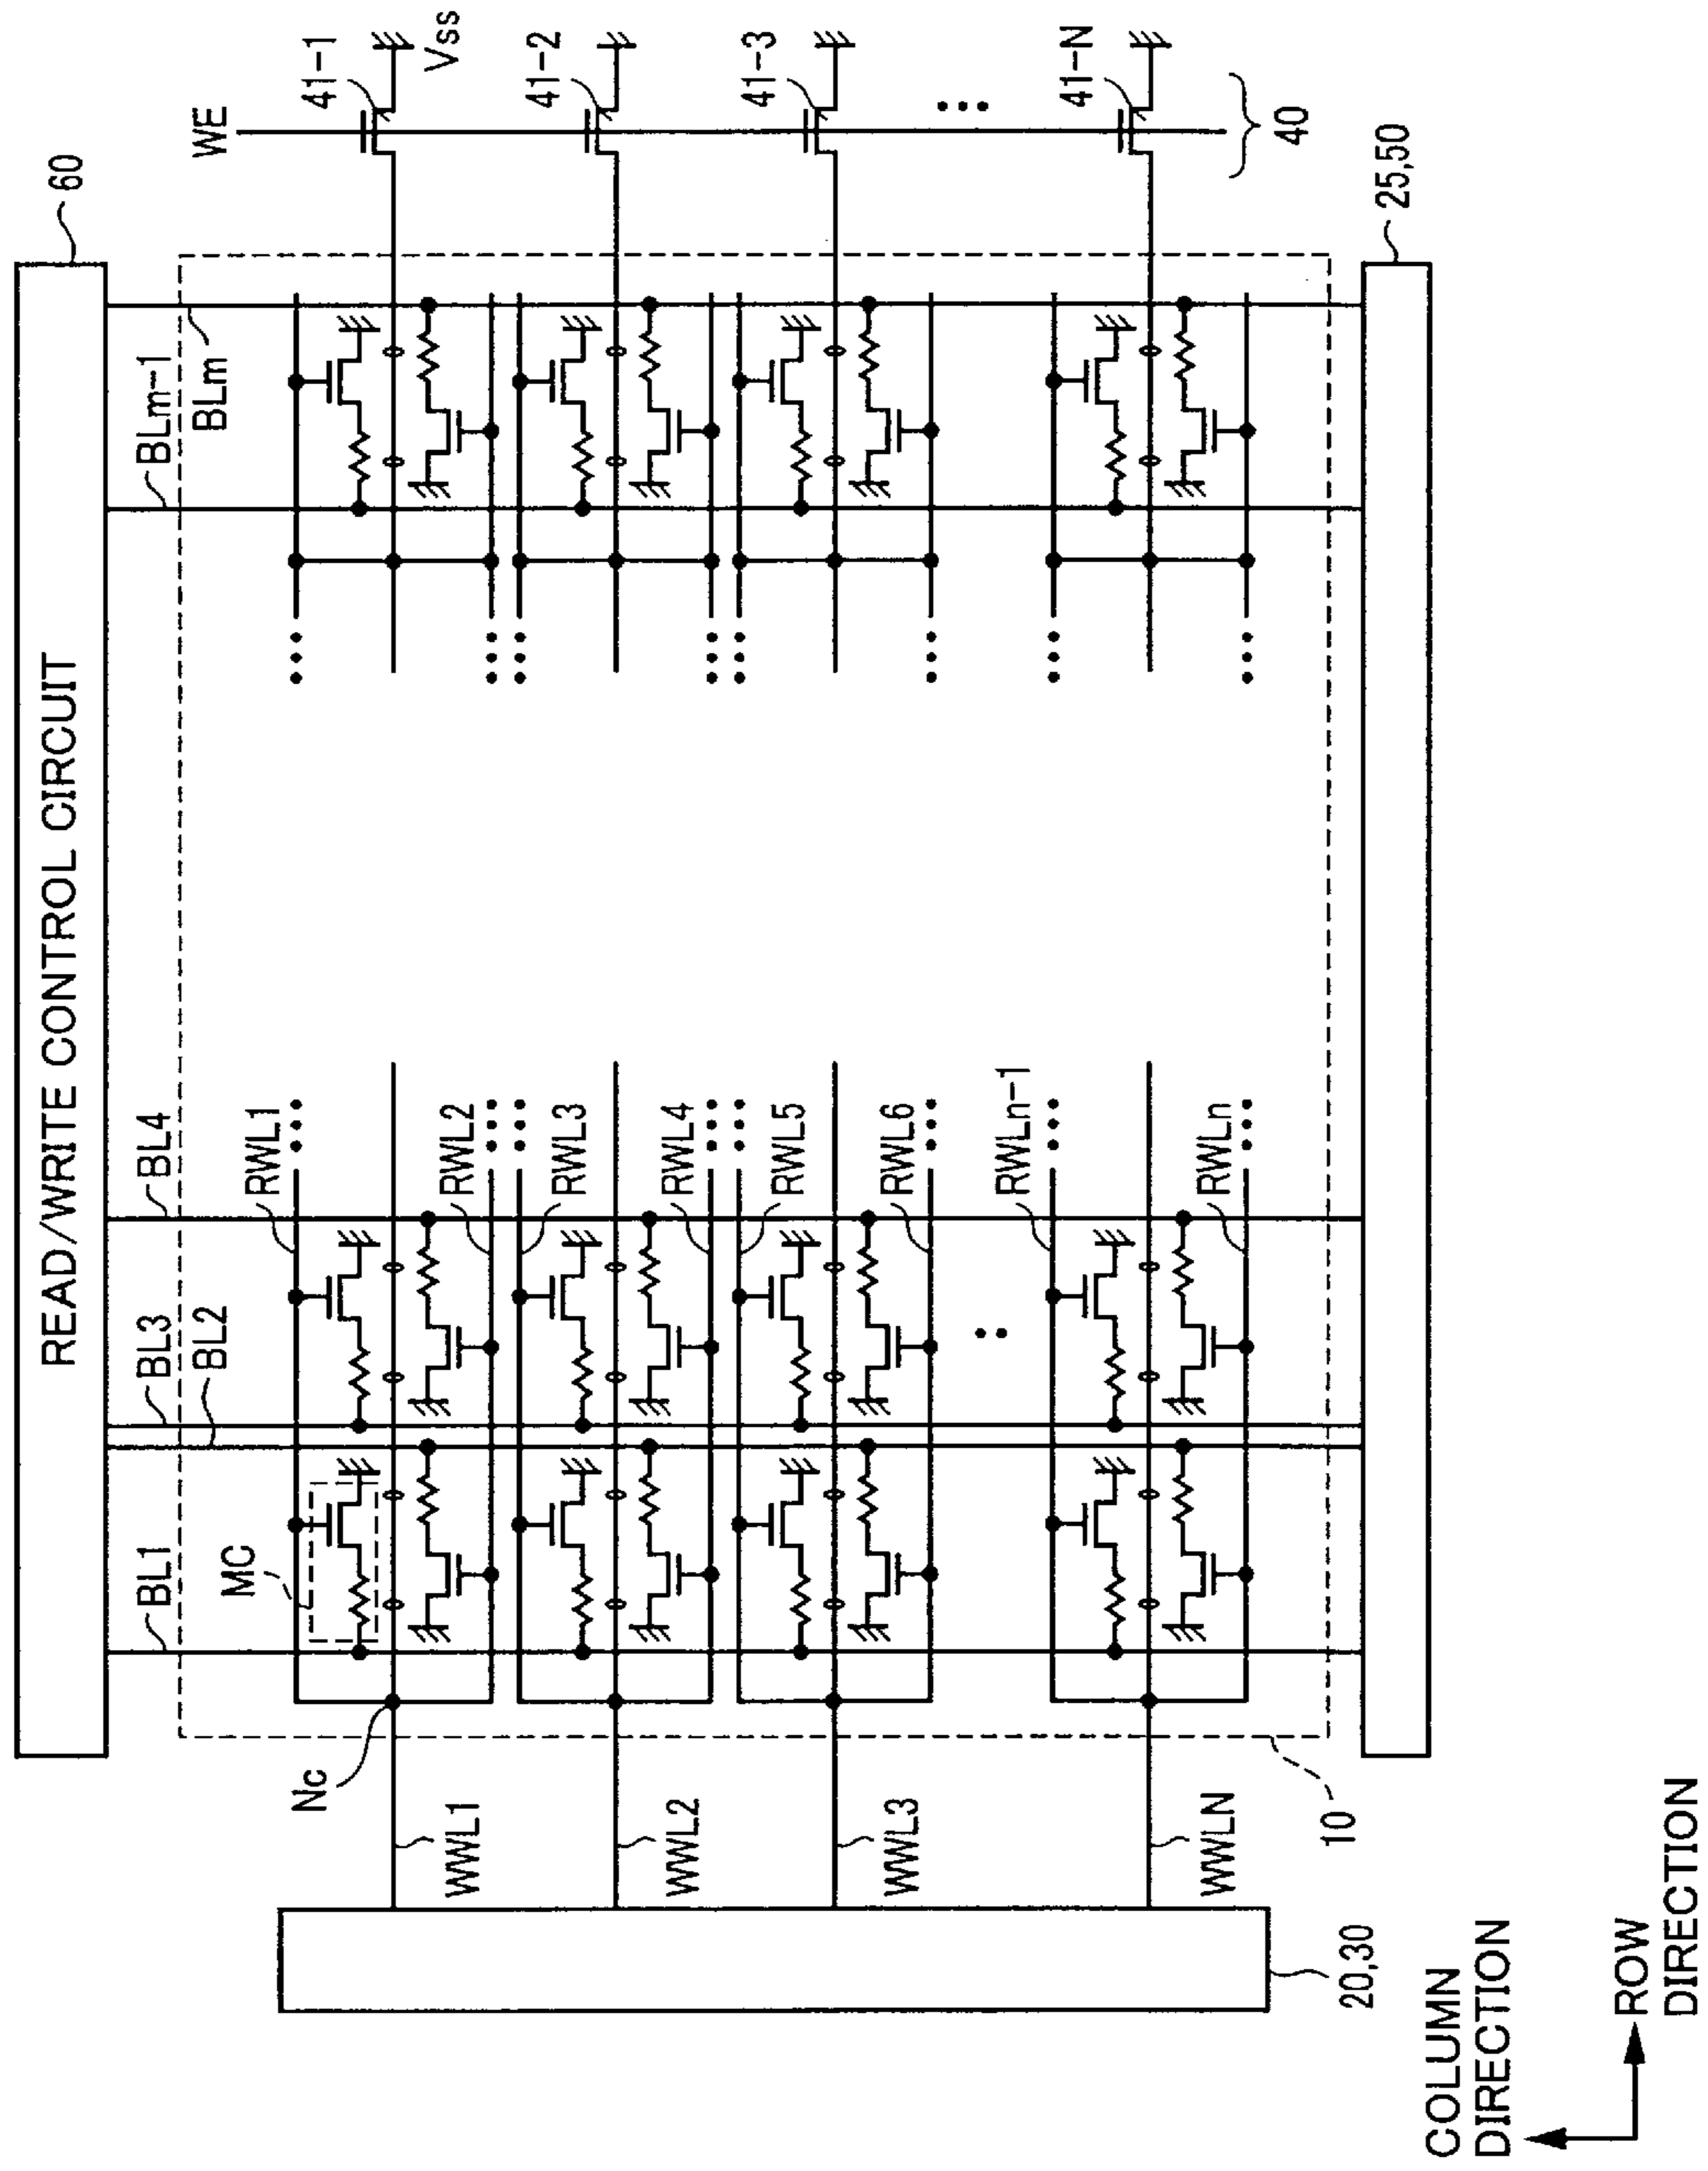 READ/WRITE CONTROL CIRCUIT
60
BL1
BL3
BL2
BL4
BLm-1
BLm
WE
41-1
Vss
41-2
41-3
41-N
40
MC
Nc
RWL1
RWL2
RWL3
RWL4
RWL5
RWL6
RWLn-1
RWLn
WWL1
WWL2
WWL3
WWLN
10
20,30
25,50
COLUMN
DIRECTION
ROW
DIRECTION